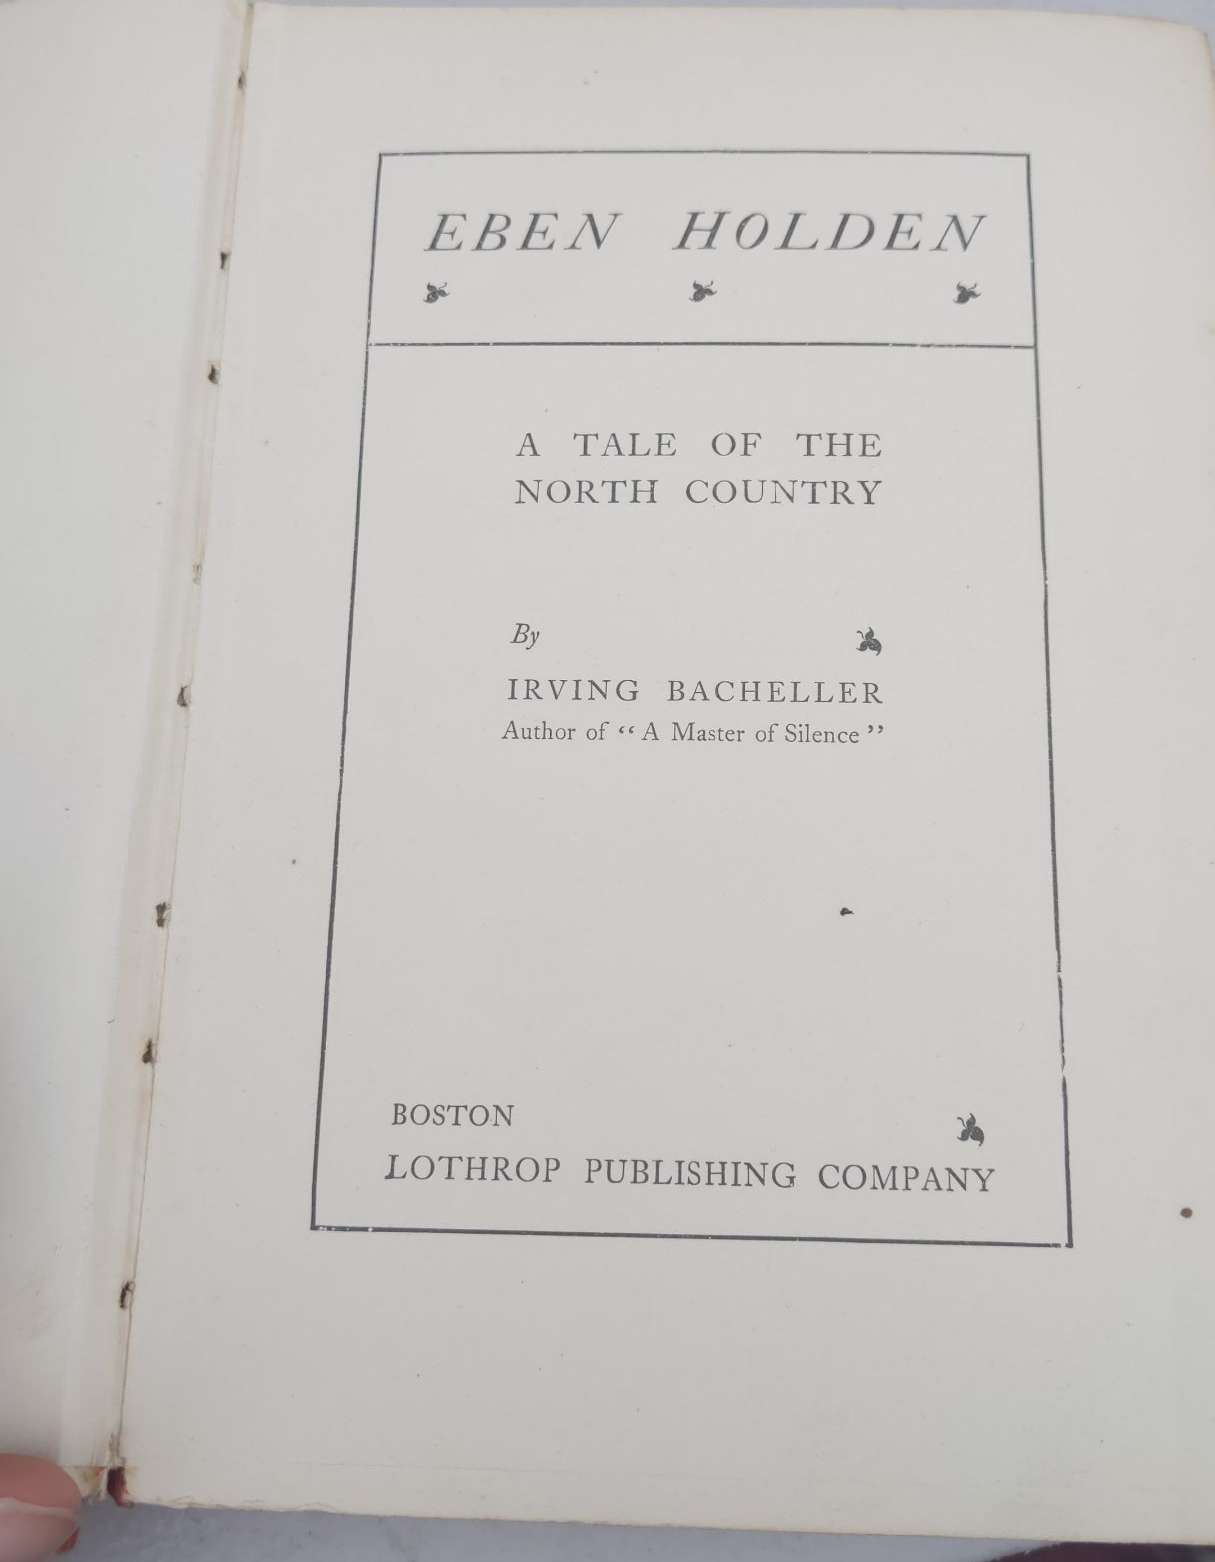 EBEN HOLDEN
A TALE OF THE
NORTH COUNTRY
By
IRVING BACHELLER
Author of “A Master of Silence”
BOSTON
LOTHROP PUBLISHING COMPANY